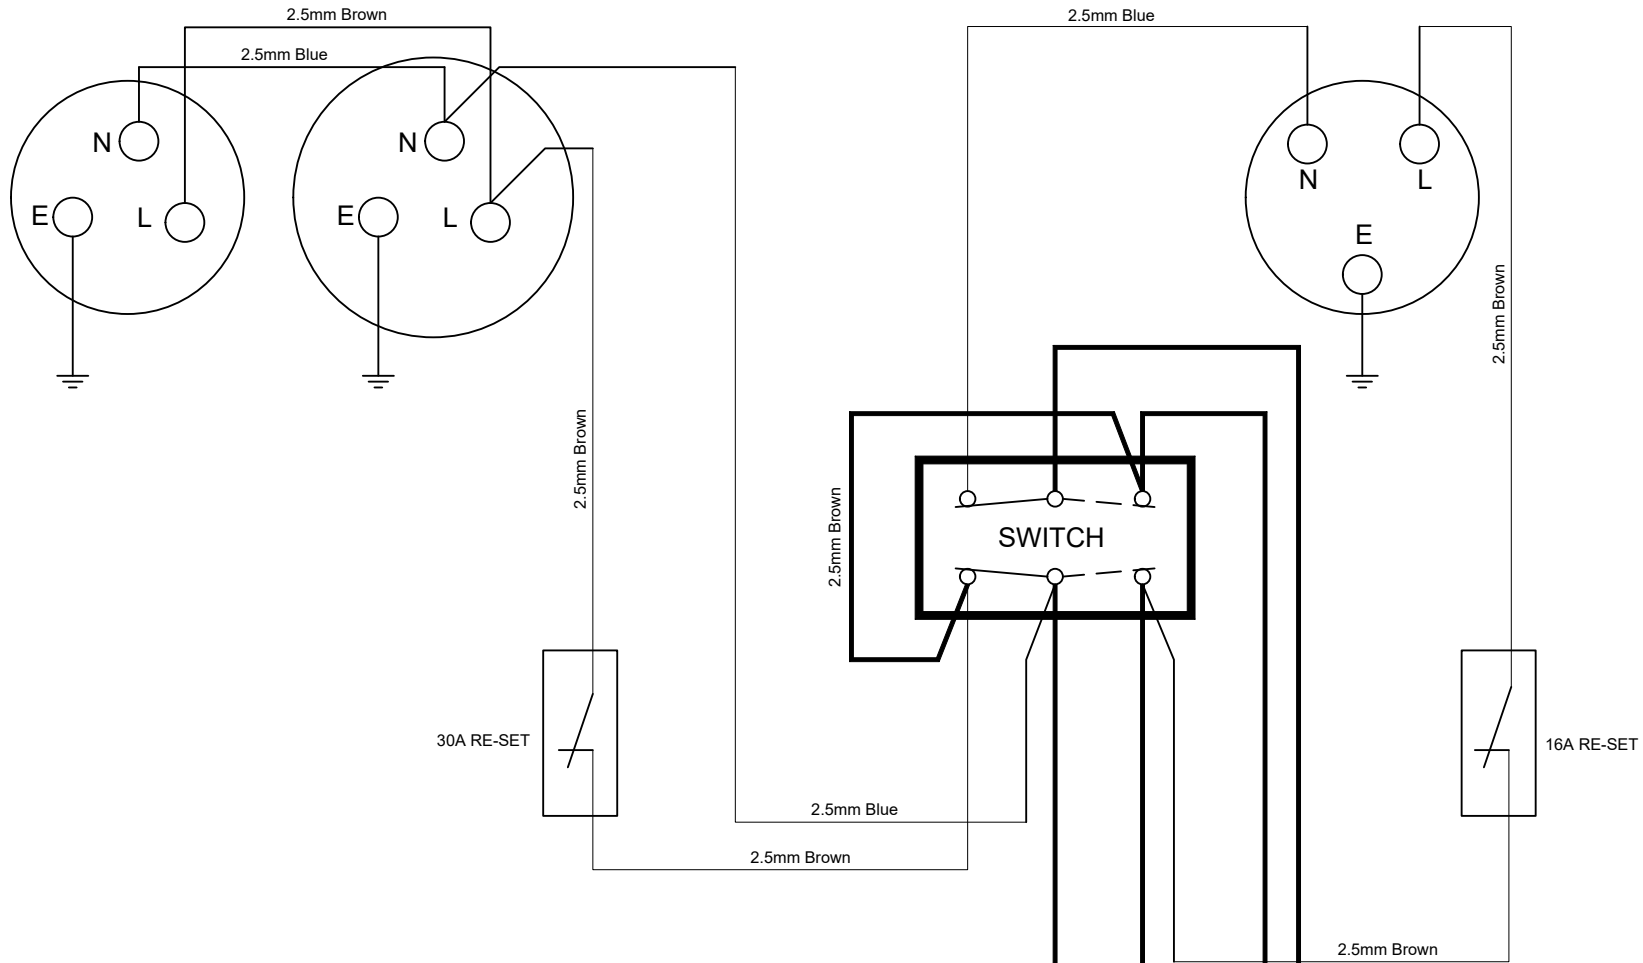 2.5mm Brown
2.5mm Blue
2.5mm Blue
N
E
L
N
E
L
N
L
E
2.5mm Brown
2.5mm Brown
2.5mm Brown
SWITCH
30A RE-SET
16A RE-SET
2.5mm Blue
2.5mm Brown
2.5mm Brown